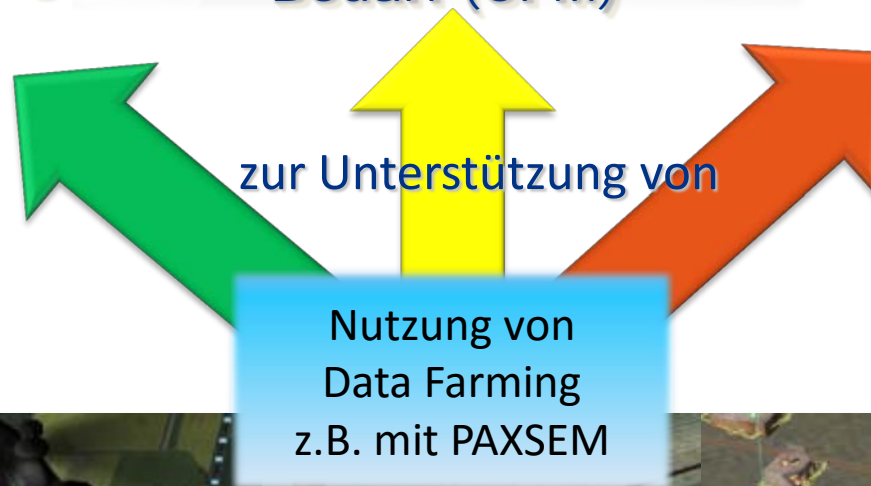 zur Unterstützung von
Nutzung von
Data Farming
z.B. mit PAXSEM